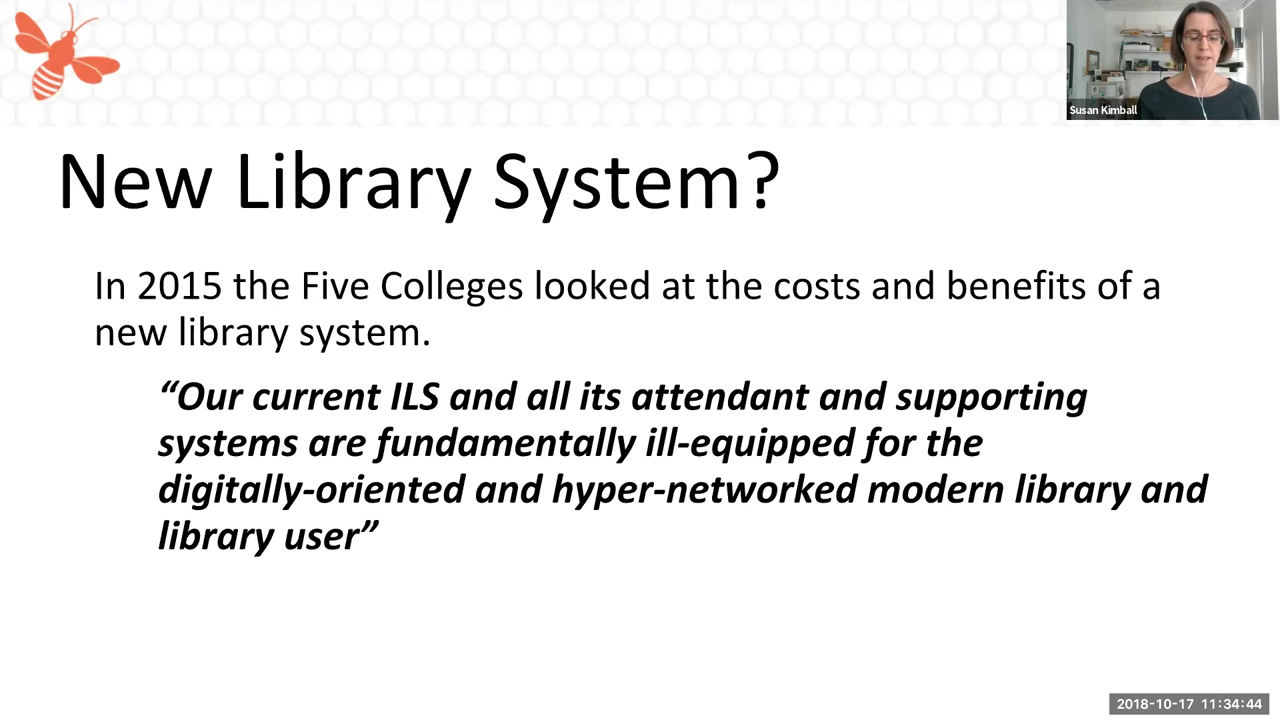 Susan Kimball
New Library System?
In 2015 the Five Colleges looked at the costs and benefits of a
new library system.
“Our current ILS and all its attendant and supporting
systems are fundamentally ill-equipped for the
digitally-oriented and hyper-networked modern library and
library user”
2018-10-17 11:34:44